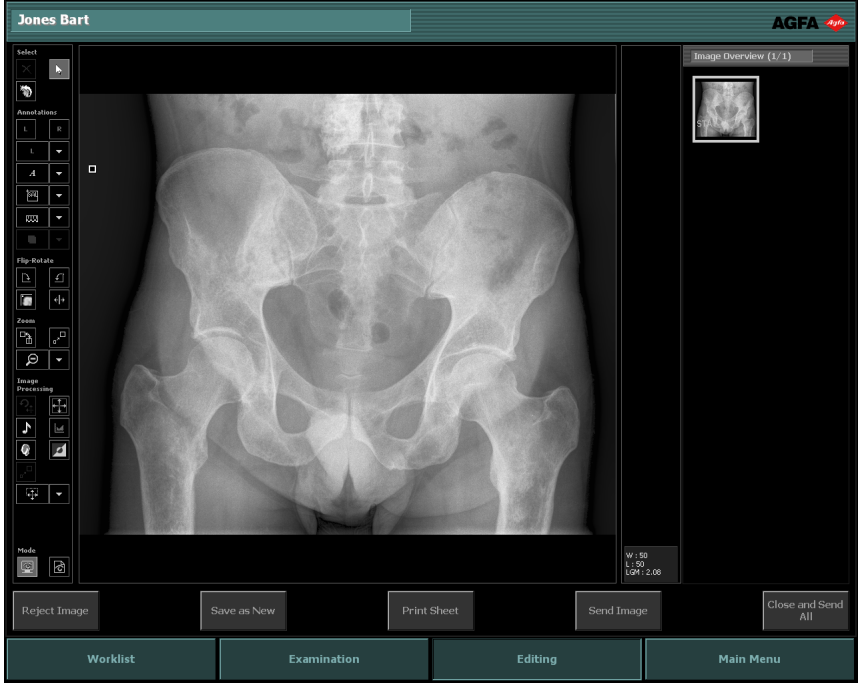 Jones Bart
AGFA Agfa
Select
Annotations
L R
L
A
Flip-Rotate
Zoom
Image
Processing
Mode
Image Overview (1/1)
W : 50
L : 50
LGM : 2.08
Reject Image
Save as New
Print Sheet
Send Image
Close and Send
All
Worklist
Examination
Editing
Main Menu